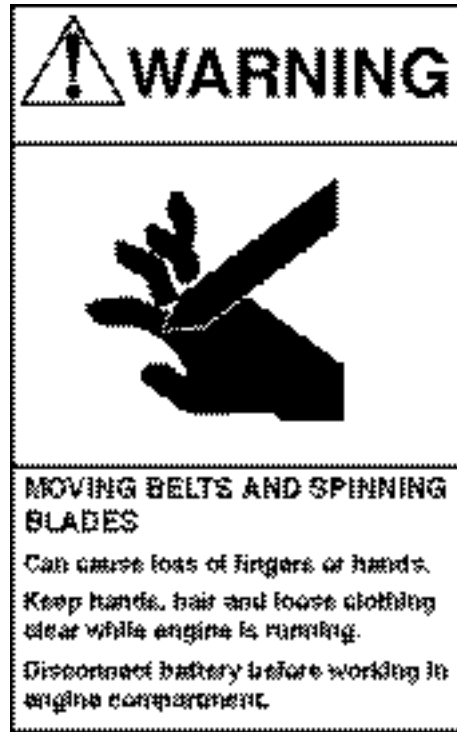 WARNING
MOVING BELTS AND SPINNING
BLADES
Can cause loss of fingers or hands.
Keep hands, hair and loose clothing
clear while engine is running.
Disconnect battery before working in
engine compartment.